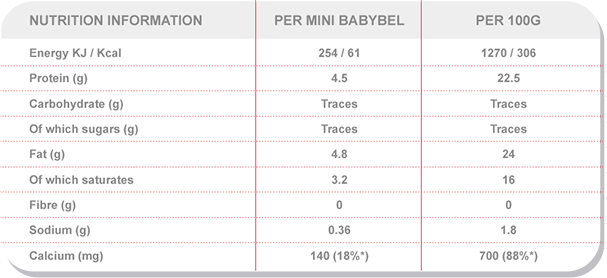 NUTRITION INFORMATION PER MINI BABYBEL PER 100G
Energy KJ / Kcal 254 / 61 1270 / 306
Protein (g) 4.5 22.5
Carbohydrate (g) Traces Traces
Of which sugars (g) Traces Traces
Fat (g) 4.8 24
Of which saturates 3.2 16
Fibre (g) 0 0
Sodium (g) 0.36 1.8
Calcium (mg) 140 (18%*) 700 (88%*)